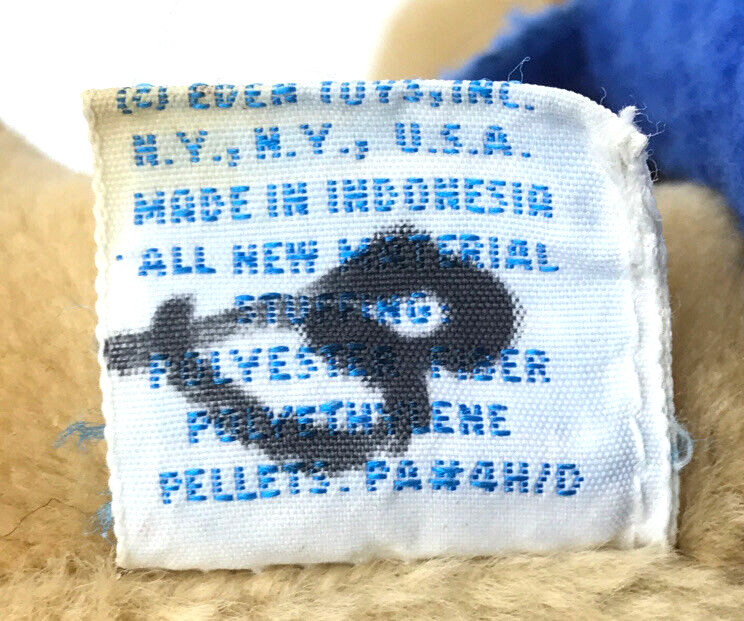 (C) EDEN TOYS, INC.
N.Y., N.Y., U.S.A.
MADE IN INDONESIA
ALL NEW MATERIAL
STUFFING:
POLYESTER FIBER
POLYETHYLENE
PELLETS. PA#4H/D